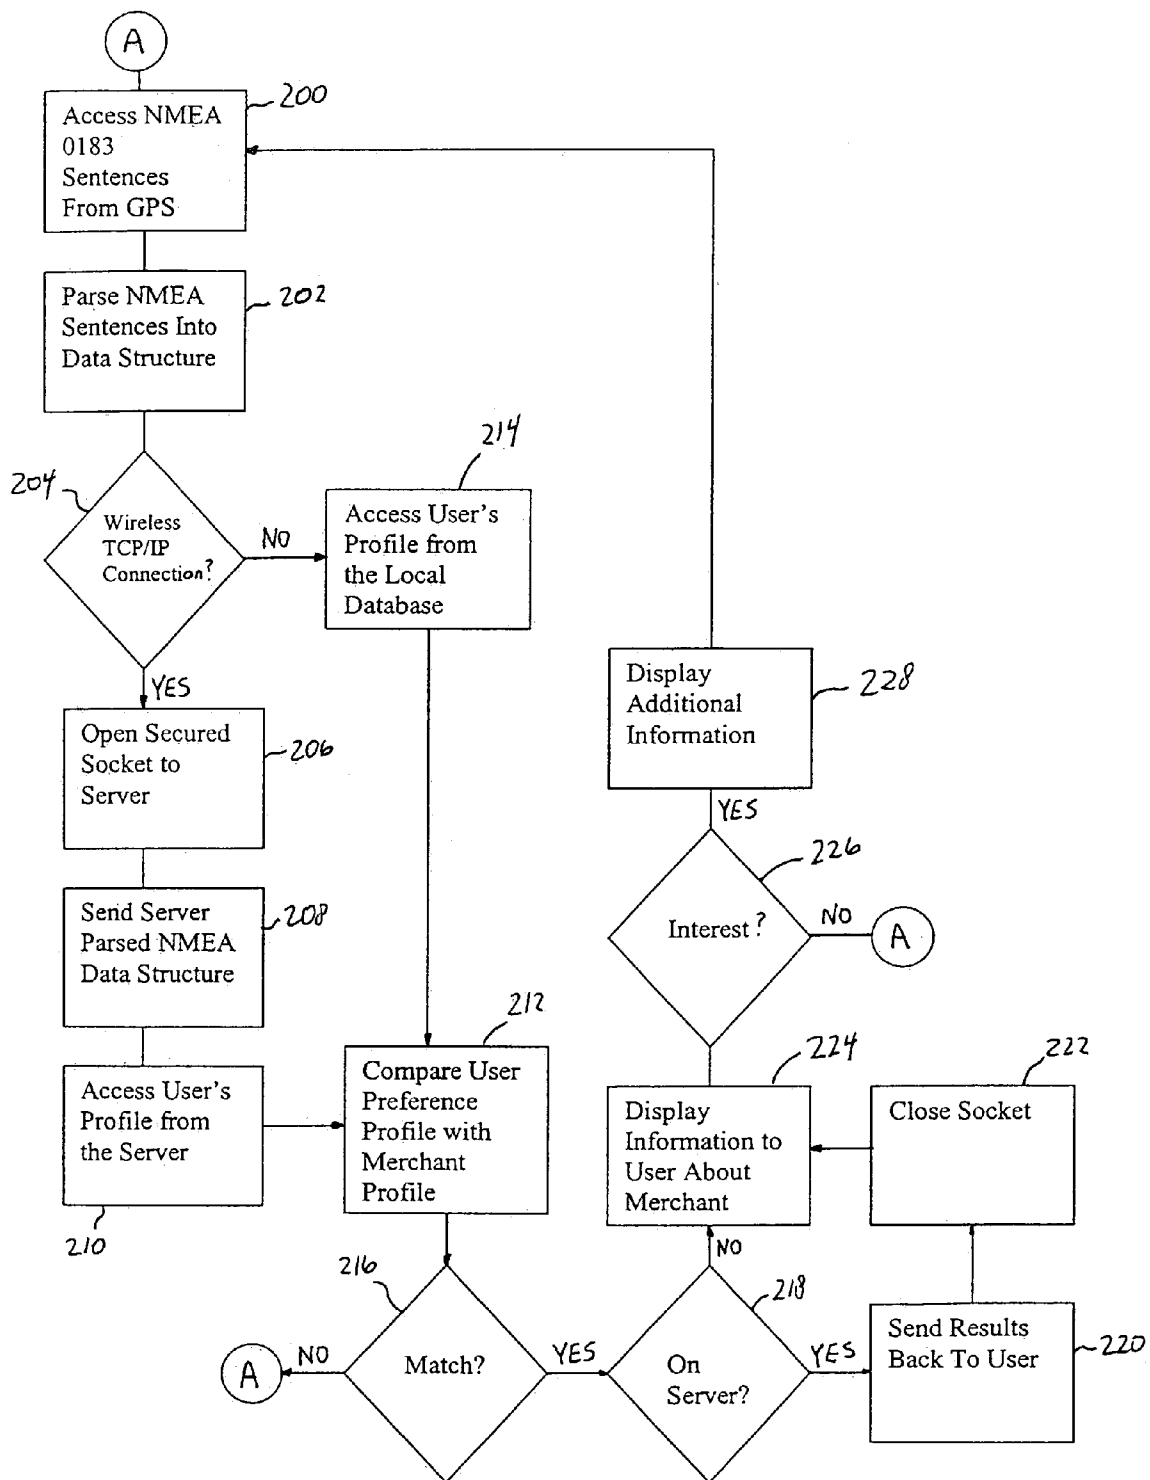 A
200
Access NMEA
0183
Sentences
From GPS
202
Parse NMEA
Sentences Into
Data Structure
204
Wireless
TCP/IP
Connection?
NO
214
Access User's
Profile from
the Local
Database
YES
206
Open Secured
Socket to
Server
208
Send Server
Parsed NMEA
Data Structure
Access User's
Profile from
the Server
210
212
Compare User
Preference
Profile with
Merchant
Profile
216
Match?
NO
A
YES
218
On
Server?
YES
220
Send Results
Back To User
222
Close Socket
NO
224
Display
Information to
User About
Merchant
226
Interest?
NO
A
YES
228
Display
Additional
Information